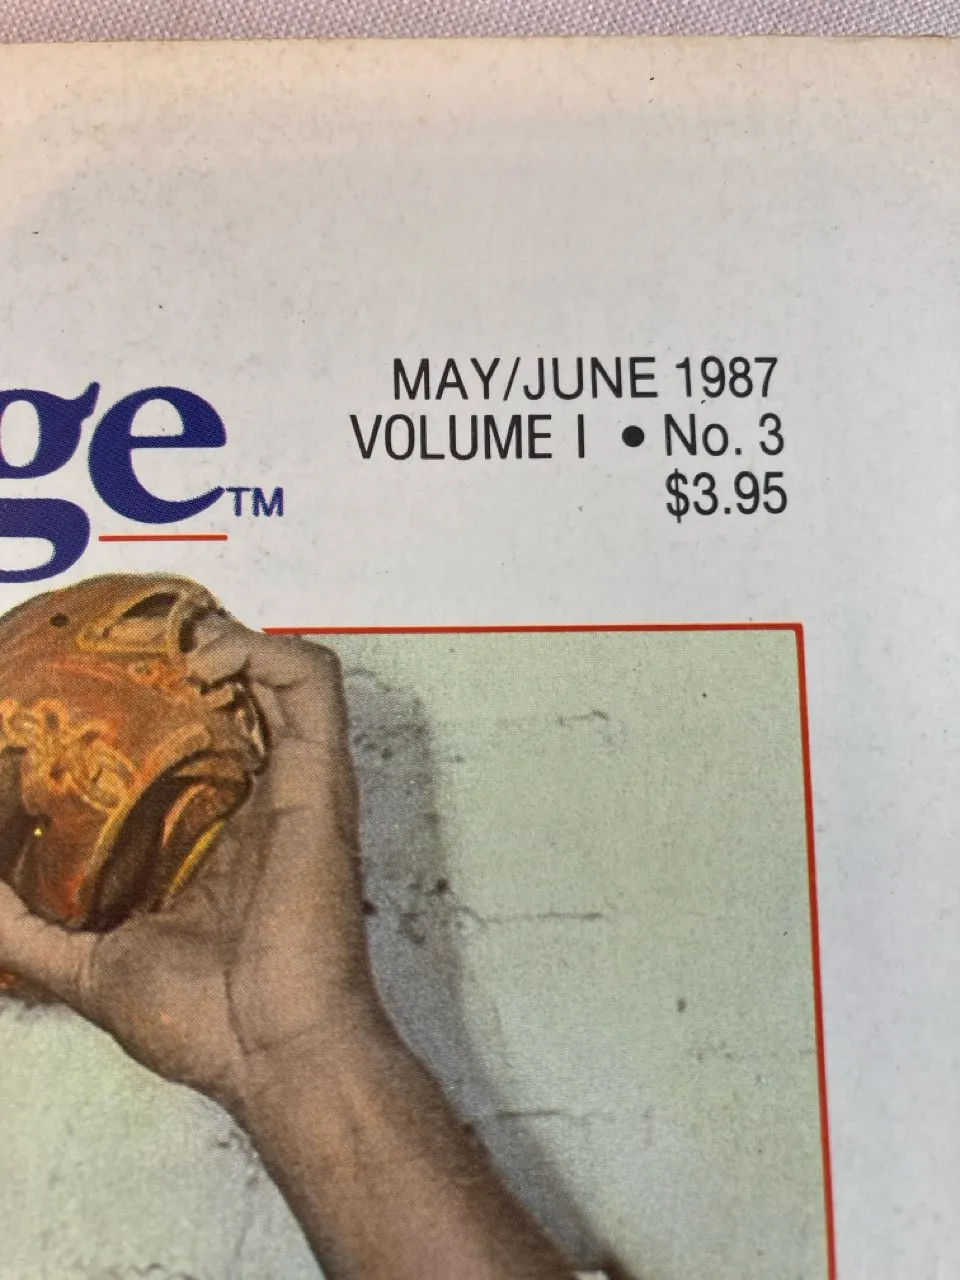 MAY/JUNE 1987
VOLUME I • No. 3
$3.95
ge™